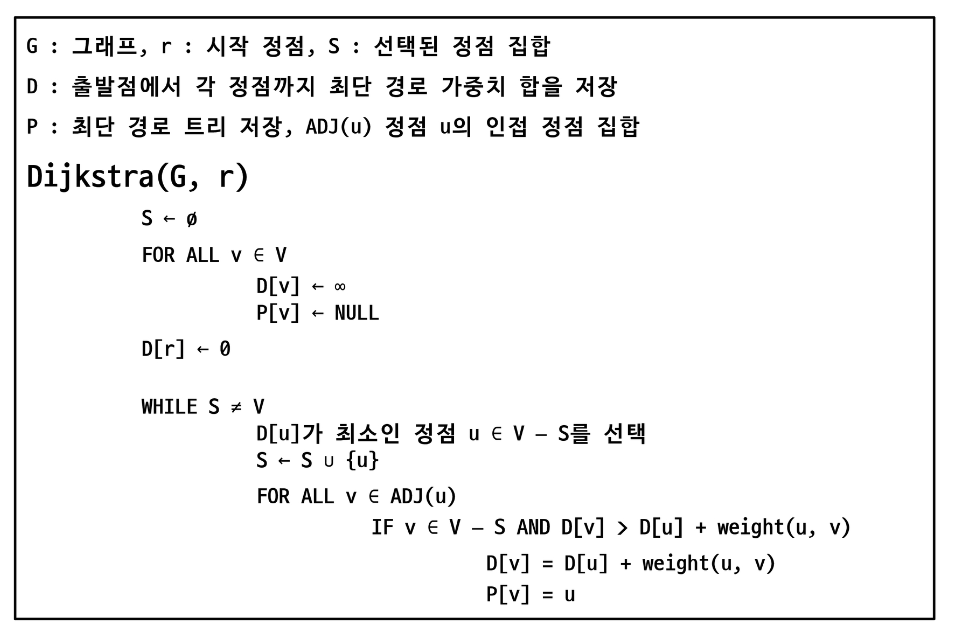 G : 그래프, r : 시작 정점, S : 선택된 정점 집합
D : 출발점에서 각 정점까지 최단 경로 가중치 합을 저장
P : 최단 경로 트리 저장, ADJ(u) 정점 u의 인접 정점 집합
Dijkstra(G, r)
S ← ∅
FOR ALL v ∈ V
D[v] ← ∞
P[v] ← NULL
D[r] ← 0
WHILE S ≠ V
D[u]가 최소인 정점 u ∈ V – S를 선택
S ← S ∪ {u}
FOR ALL v ∈ ADJ(u)
IF v ∈ V – S AND D[v] > D[u] + weight(u, v)
D[v] = D[u] + weight(u, v)
P[v] = u